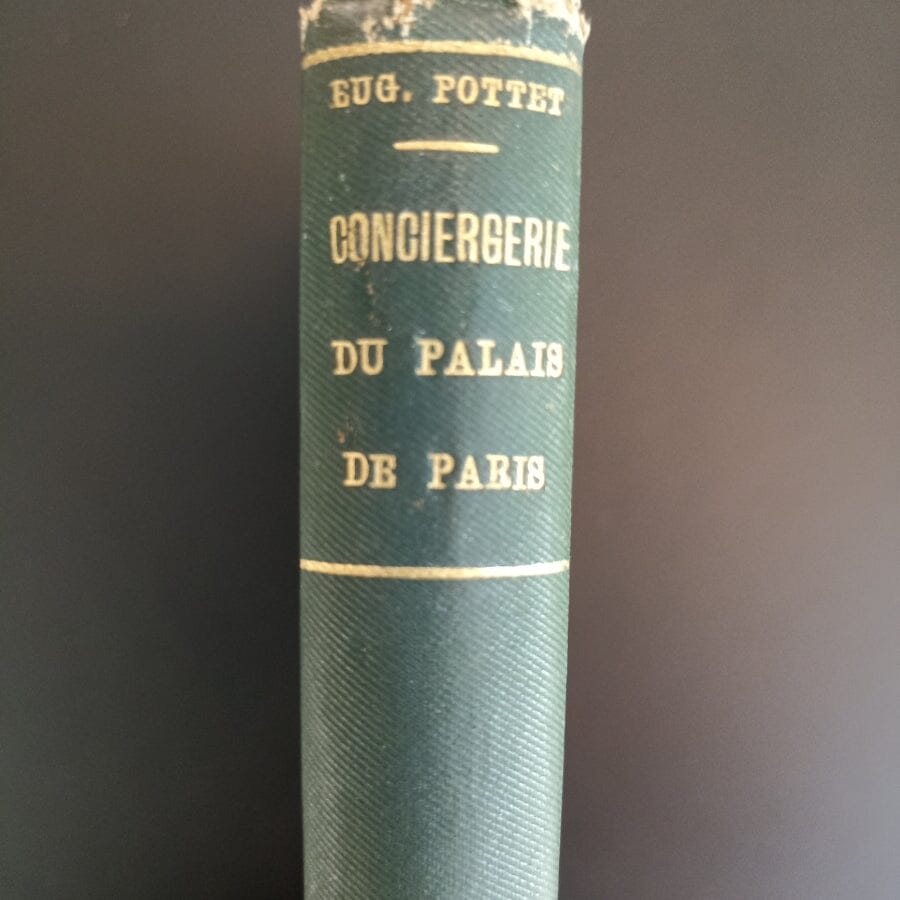 EUG. POTTET
CONCIERGERIE
DU PALAIS
DE PARIS